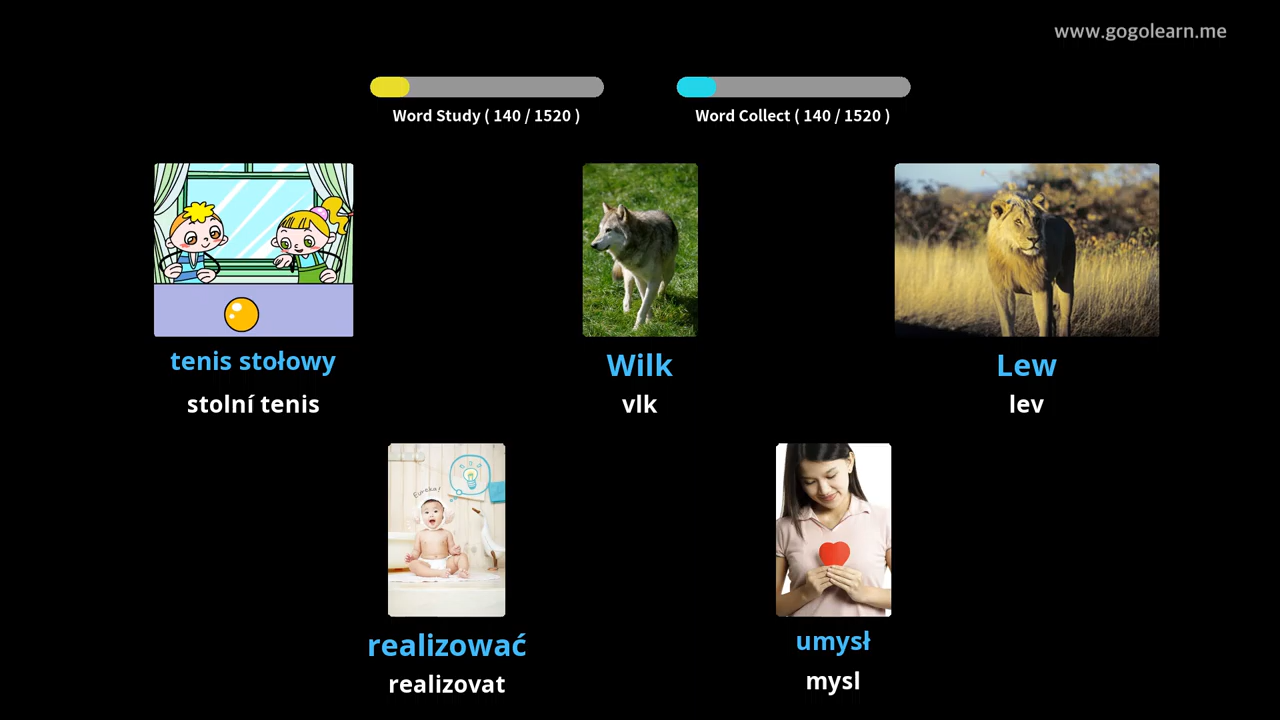 www.gogolearn.me
Word Study ( 140 / 1520 )
Word Collect ( 140 / 1520 )
tenis stołowy
stolní tenis
Wilk
vlk
Lew
lev
Eureka!
realizować
realizovat
umysł
mysl